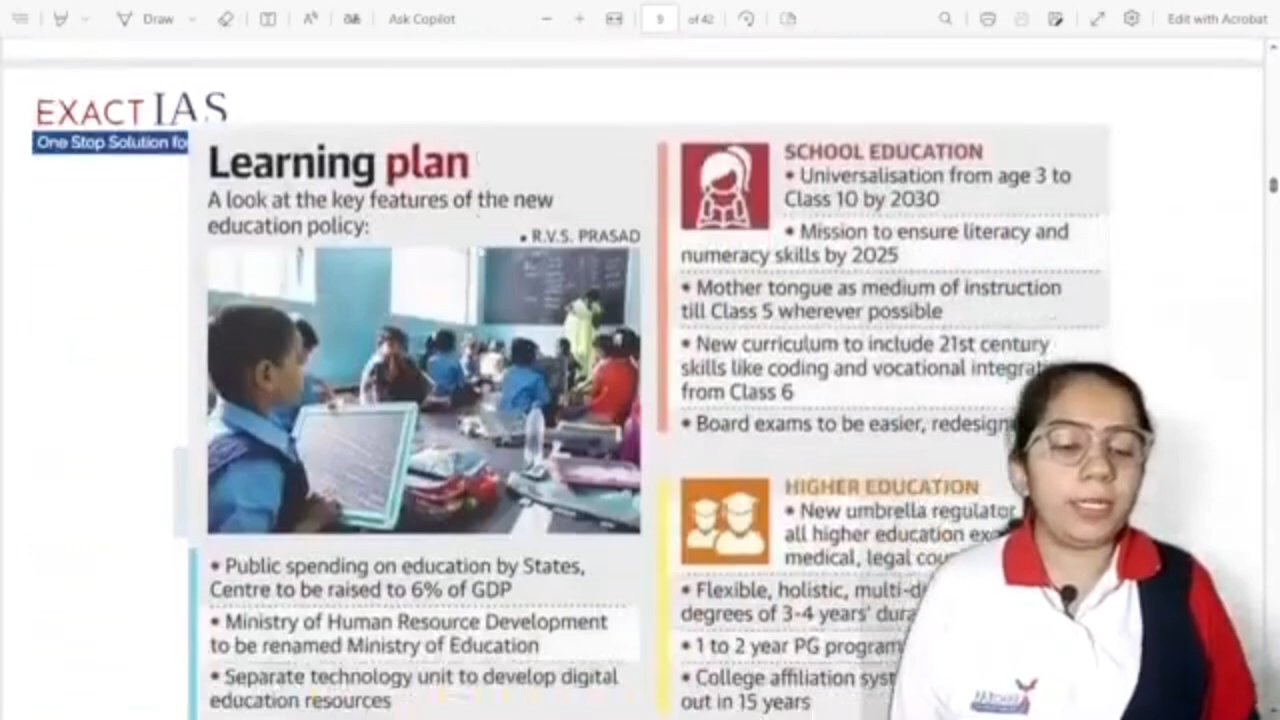 Draw
Ask Copilot
9 of 42
Edit with Acrobat
EXACT IAS
One Stop Solution fo
Learning plan
A look at the key features of the new
education policy:
• R.V.S. PRASAD
• Public spending on education by States,
Centre to be raised to 6% of GDP
• Ministry of Human Resource Development
to be renamed Ministry of Education
• Separate technology unit to develop digital
education resources
SCHOOL EDUCATION
• Universalisation from age 3 to
Class 10 by 2030
• Mission to ensure literacy and
numeracy skills by 2025
• Mother tongue as medium of instruction
till Class 5 wherever possible
• New curriculum to include 21st century
skills like coding and vocational integrat
from Class 6
• Board exams to be easier, redesign
HIGHER EDUCATION
• New umbrella regulator
all higher education exc
medical, legal cou
• Flexible, holistic, multi-d
degrees of 3-4 years' dura
• 1 to 2 year PG program
• College affiliation syst
out in 15 years